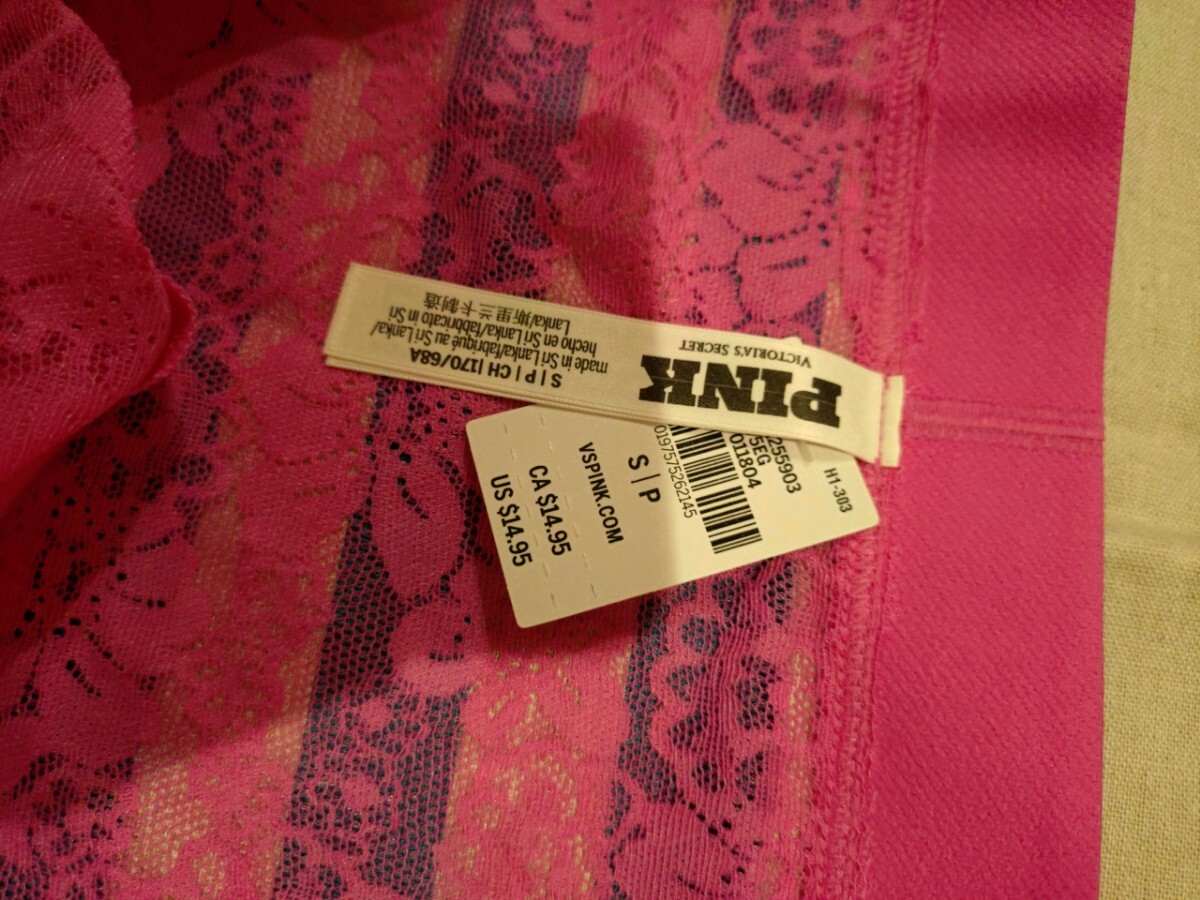 PINK
VICTORIA'S SECRET
S | P | CH | 170/68A
made in Sri Lanka/fabriqué au Sri Lanka/
hecho en Sri Lanka/fabbricato in Sri
Lanka/斯里兰卡制造
H1-303
255903
5EG
011804
0197575262145
S | P
VSPINK.COM
CA $14.95
US $14.95